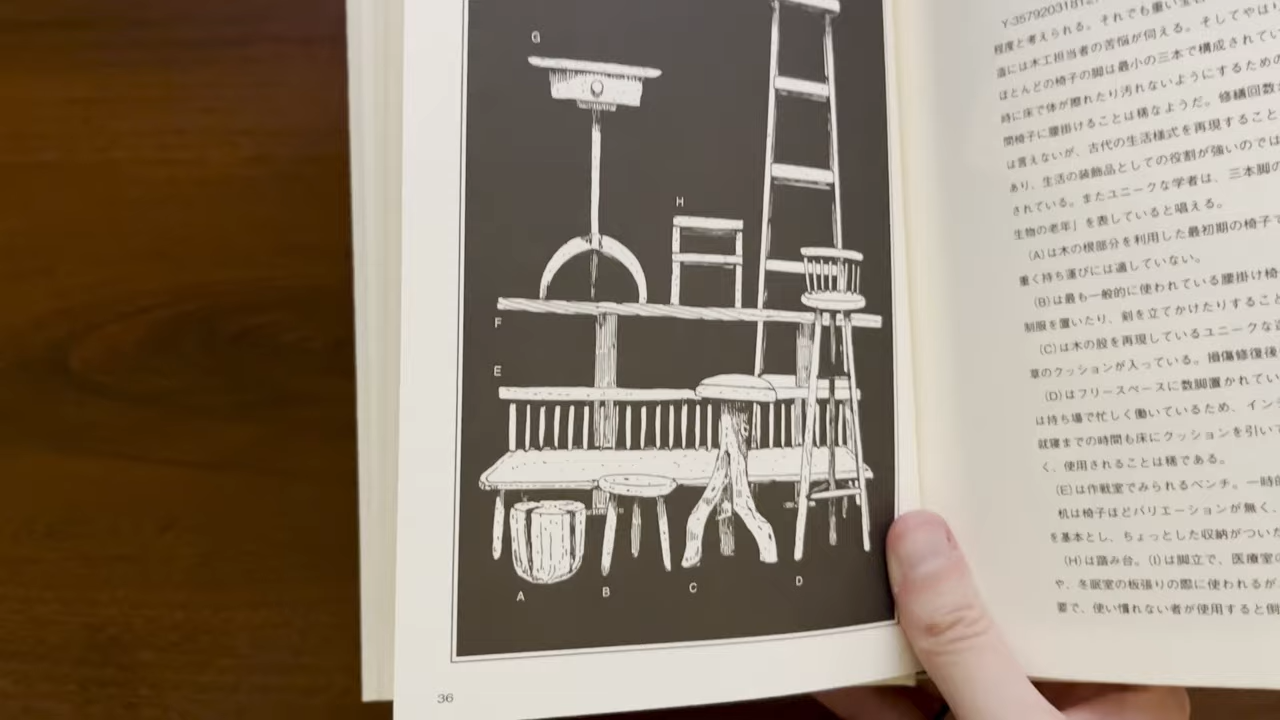 G
H
F
E
A
B
C
D
36
Y-3579203181
程度と考えられる。それでも重い宝石
造には木工担当者の苦悩が伺える。そしてやはり
ほとんどの椅子の脚は最小の三本で構成されてい
時に床で体が擦れたり汚れないようにするための
間椅子に腰掛けることは稀なようだ。修繕回数
は言えないが、古代の生活様式を再現すること
あり、生活の装飾品としての役割が強いのでは
されている。またユニークな学者は、三本脚の
生物の老年」を表していると唱える。
(A)は木の根部分を利用した最初期の椅子
重く持ち運びには適していない。
(B)は最も一般的に使われている腰掛け椅
制服を置いたり、剣を立てかけたりすること
(C)は木の股を再現しているユニークな
草のクッションが入っている。損傷修復後
(D)はフリースペースに数脚置かれてい
は持ち場で忙しく働いているため、イン
就寝までの時間も床にクッションを引いて
く、使用されることは稀である。
(E)は作戦室でみられるベンチ。一時的
机は椅子ほどバリエーションが無く、
を基本とし、ちょっとした収納がついた
(H)は踏み台。(I)は脚立で、医療室の
や、冬眠室の板張りの際に使われるが
要で、使い慣れない者が使用すると倒